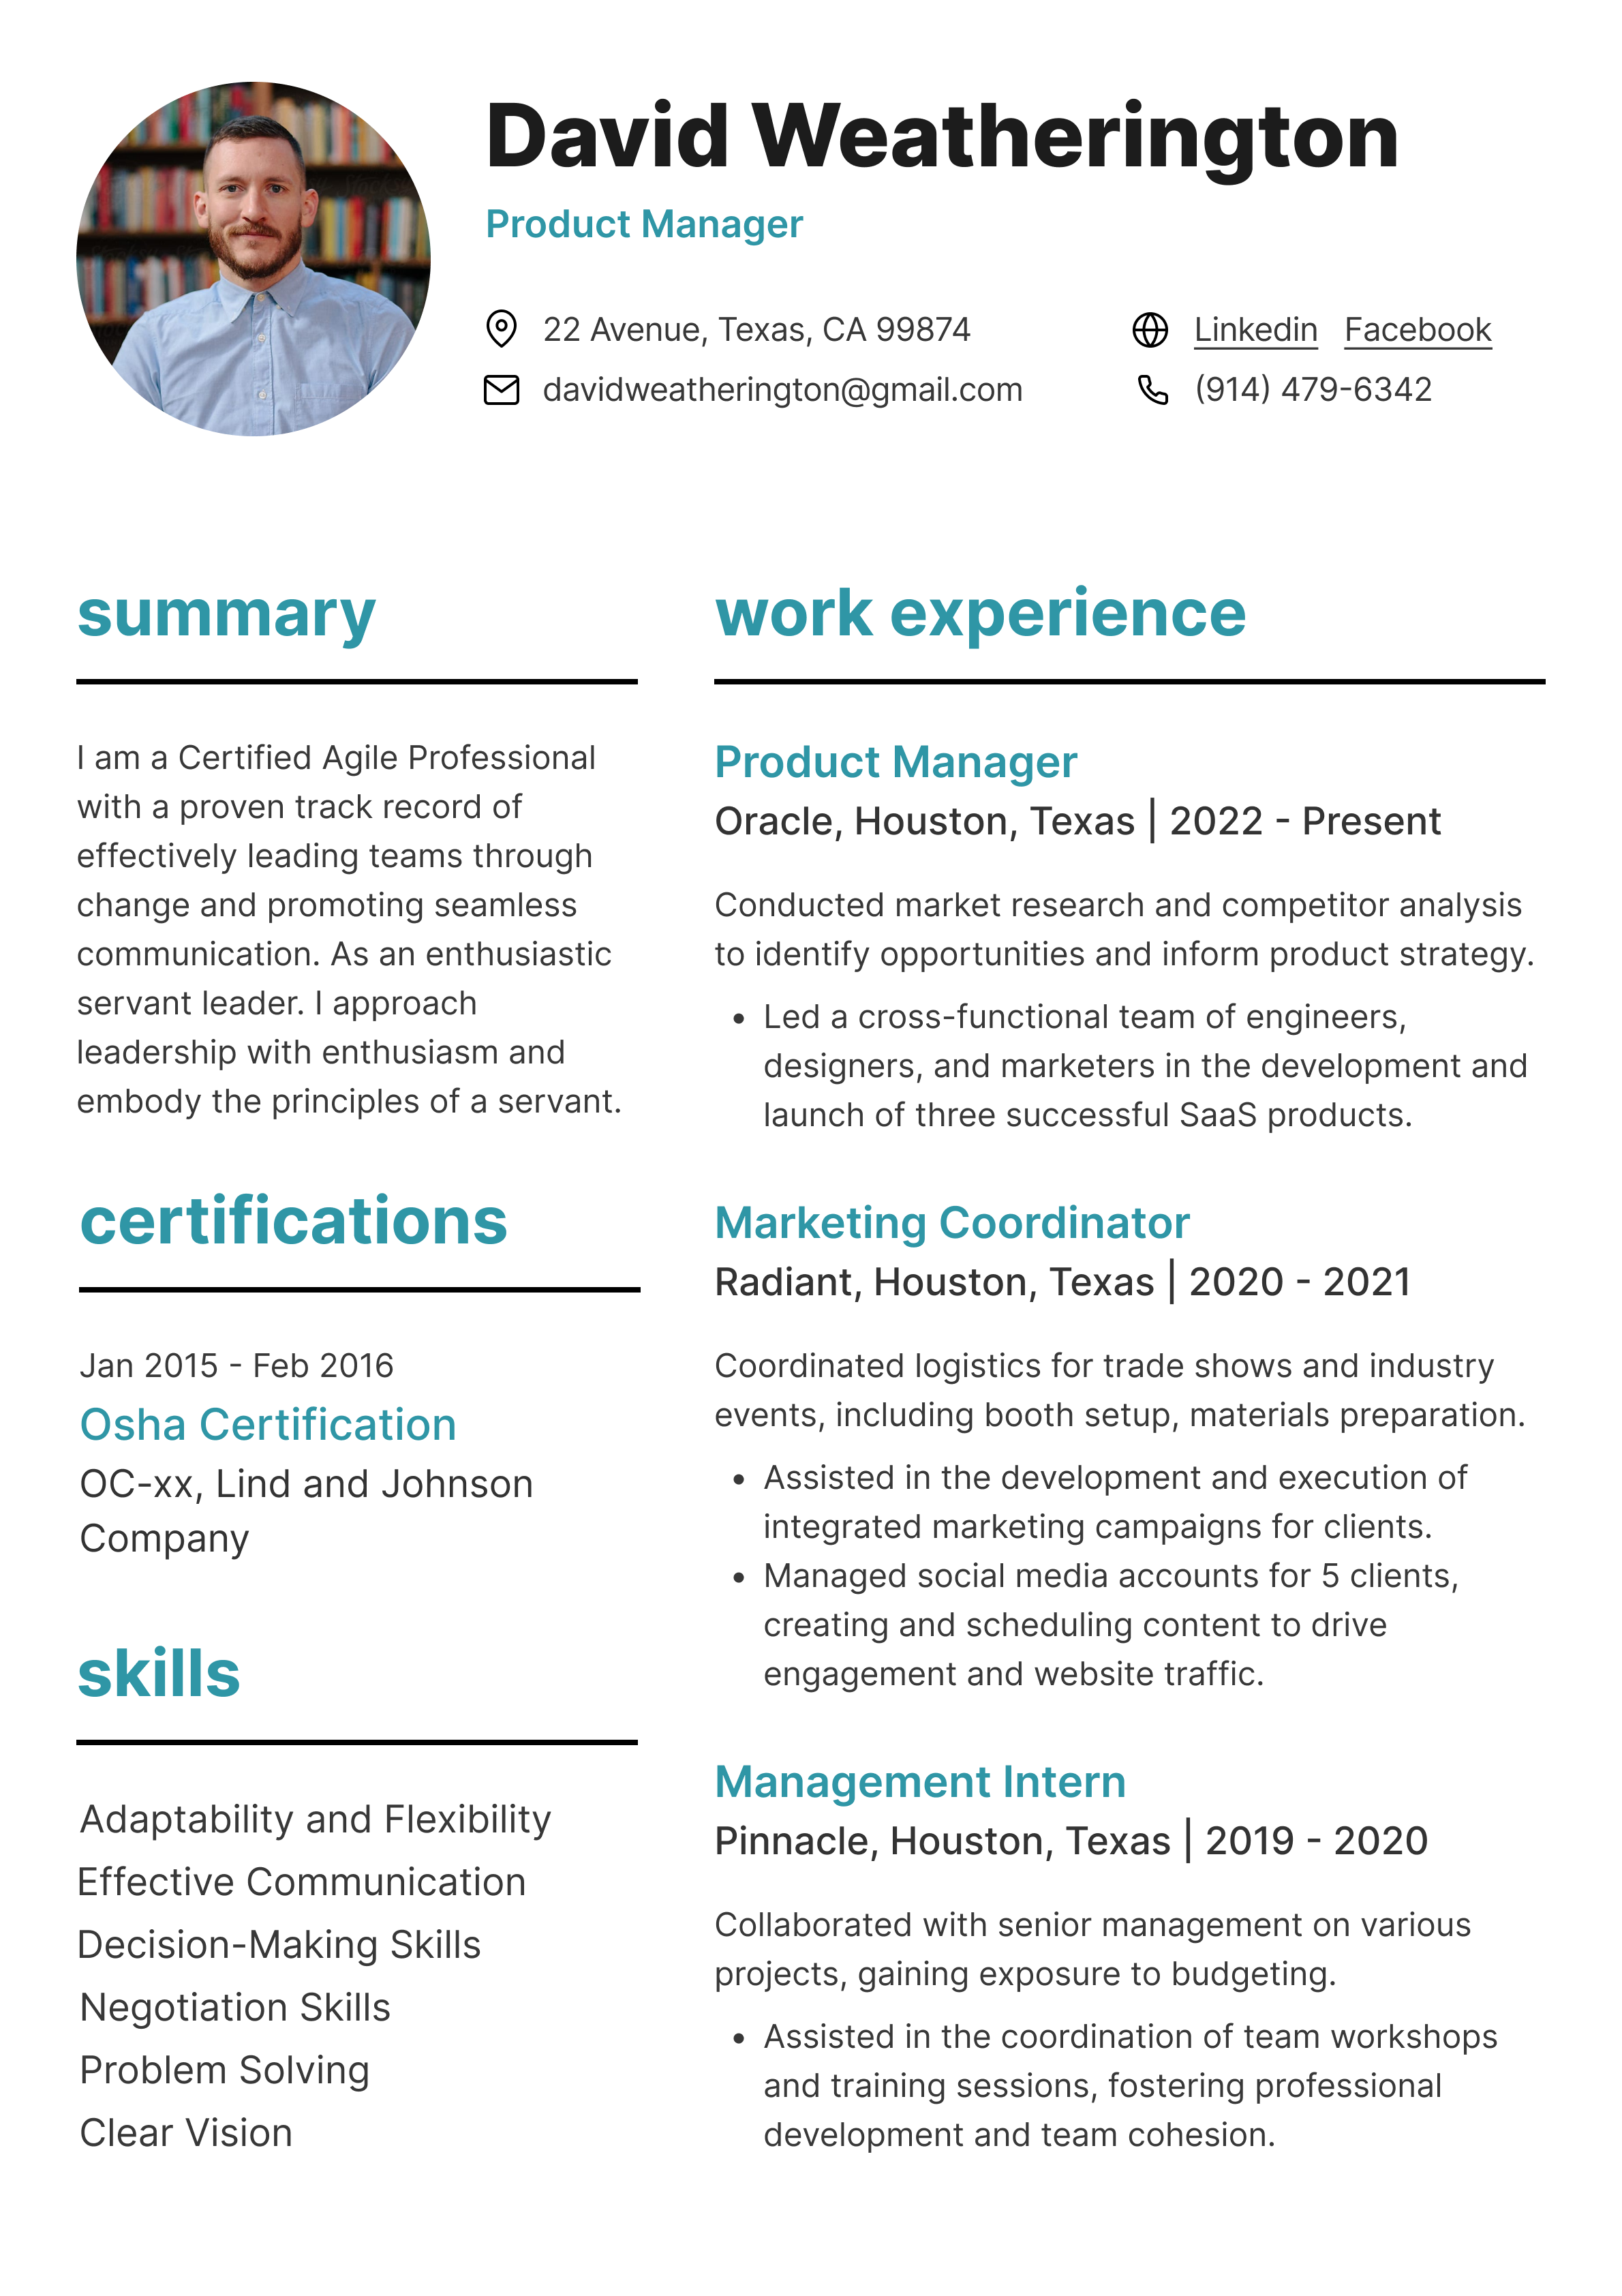 David Weatherington
Product Manager
22 Avenue, Texas, CA 99874
Linkedin Facebook
davidweatherington@gmail.com
(914) 479-6342
summary
I am a Certified Agile Professional
with a proven track record of
effectively leading teams through
change and promoting seamless
communication. As an enthusiastic
servant leader. I approach
leadership with enthusiasm and
embody the principles of a servant.
certifications
Jan 2015 - Feb 2016
Osha Certification
OC-xx, Lind and Johnson
Company
skills
Adaptability and Flexibility
Effective Communication
Decision-Making Skills
Negotiation Skills
Problem Solving
Clear Vision
work experience
Product Manager
Oracle, Houston, Texas | 2022 - Present
Conducted market research and competitor analysis
to identify opportunities and inform product strategy.
• Led a cross-functional team of engineers,
designers, and marketers in the development and
launch of three successful SaaS products.
Marketing Coordinator
Radiant, Houston, Texas | 2020 - 2021
Coordinated logistics for trade shows and industry
events, including booth setup, materials preparation.
• Assisted in the development and execution of
integrated marketing campaigns for clients.
• Managed social media accounts for 5 clients,
creating and scheduling content to drive
engagement and website traffic.
Management Intern
Pinnacle, Houston, Texas | 2019 - 2020
Collaborated with senior management on various
projects, gaining exposure to budgeting.
• Assisted in the coordination of team workshops
and training sessions, fostering professional
development and team cohesion.